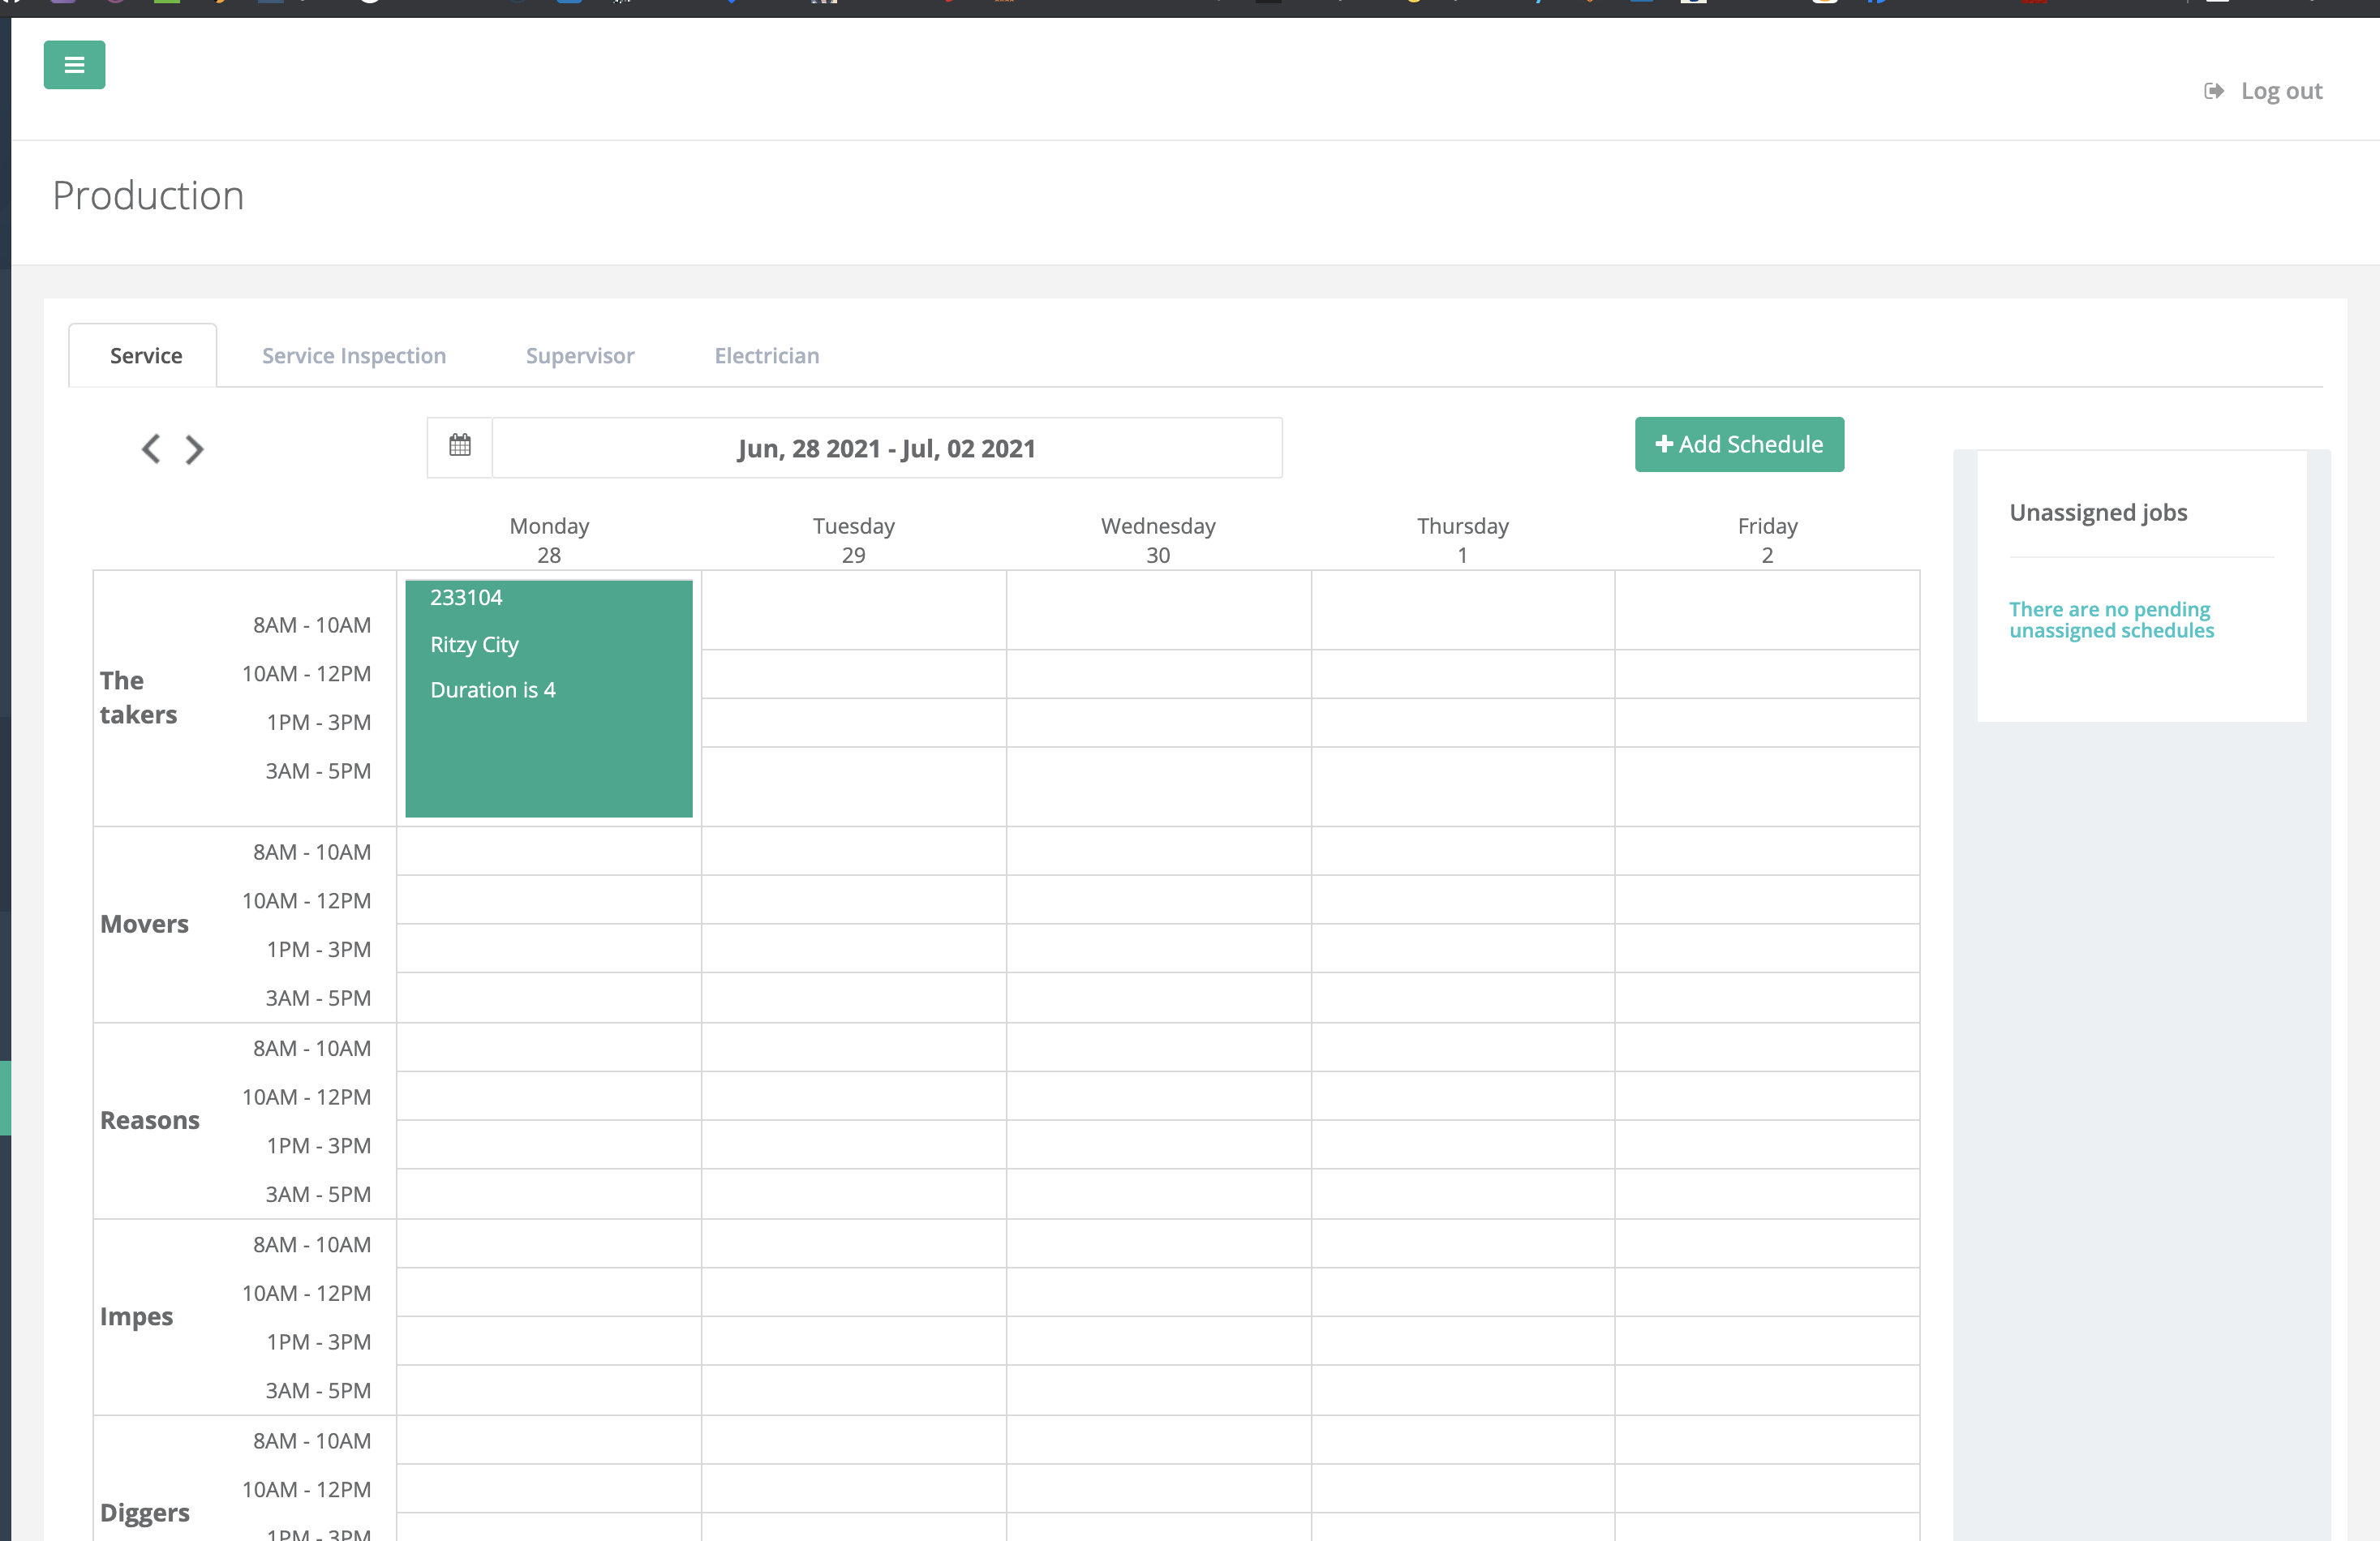 Log out
Production
Service Service Inspection Supervisor Electrician
Jun, 28 2021 - Jul, 02 2021
Add Schedule
Monday Tuesday Wednesday Thursday Friday
28 29 30 1 2
The
takers
8AM - 10AM
10AM - 12PM
1PM - 3PM
3AM - 5PM
233104
Ritzy City
Duration is 4
Movers
8AM - 10AM
10AM - 12PM
1PM - 3PM
3AM - 5PM
Reasons
8AM - 10AM
10AM - 12PM
1PM - 3PM
3AM - 5PM
Impes
8AM - 10AM
10AM - 12PM
1PM - 3PM
3AM - 5PM
Diggers
8AM - 10AM
10AM - 12PM
1PM - 3PM
Unassigned jobs
There are no pending
unassigned schedules